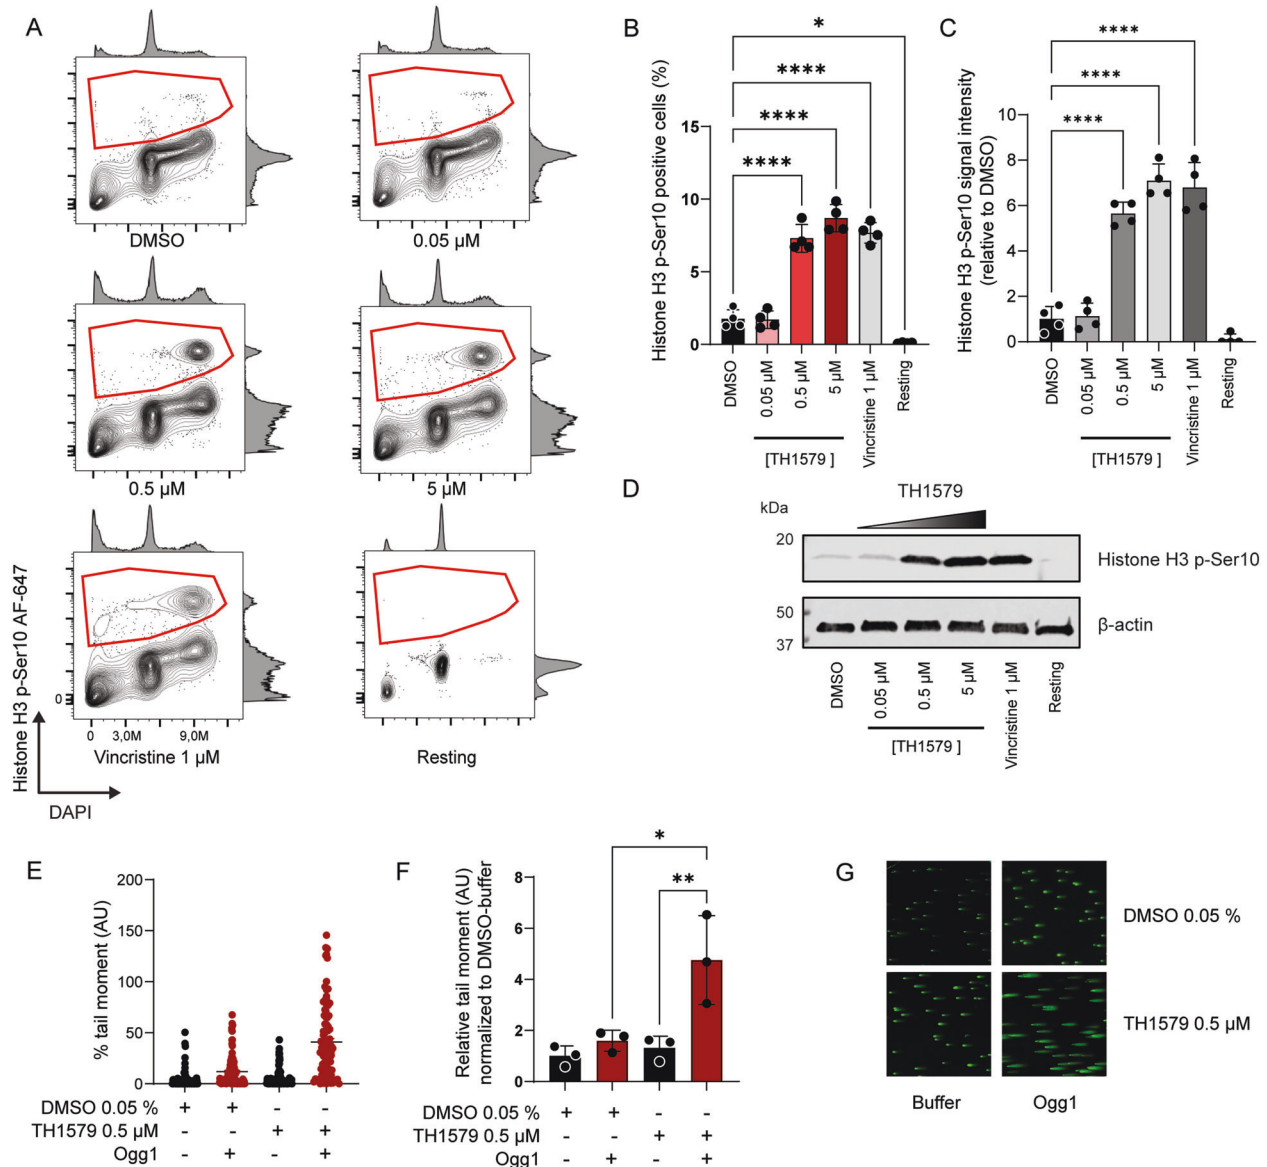 A
DMSO
0.05 µM
0.5 µM
5 µM
Histone H3 p-Ser10 AF-647
0
0 3,0M 9,0M
Vincristine 1 µM
Resting
DAPI
B
Histone H3 p-Ser10 positive cells (%)
*
****
****
****
15
10
5
0
DMSO
0.05 µM
0.5 µM
5 µM
Vincristine 1 µM
Resting
[TH1579 ]
C
Histone H3 p-Ser10 signal intensity
(relative to DMSO)
****
****
****
10
8
6
4
2
0
DMSO
0.05 µM
0.5 µM
5 µM
Vincristine 1 µM
Resting
[TH1579 ]
D
TH1579
kDa
20
Histone H3 p-Ser10
50
37
β-actin
DMSO
0.05 µM
0.5 µM
5 µM
Vincristine 1 µM
Resting
[TH1579 ]
E
% tail moment (AU)
200
150
100
50
0
DMSO 0.05 % + + - -
TH1579 0.5 µM - - + +
Ogg1 - + - +
F
Relative tail moment (AU)
normalized to DMSO-buffer
*
**
8
6
4
2
0
DMSO 0.05 % + + - -
TH1579 0.5 µM - - + +
Ogg1 - + - +
G
DMSO 0.05 %
TH1579 0.5 µM
Buffer
Ogg1